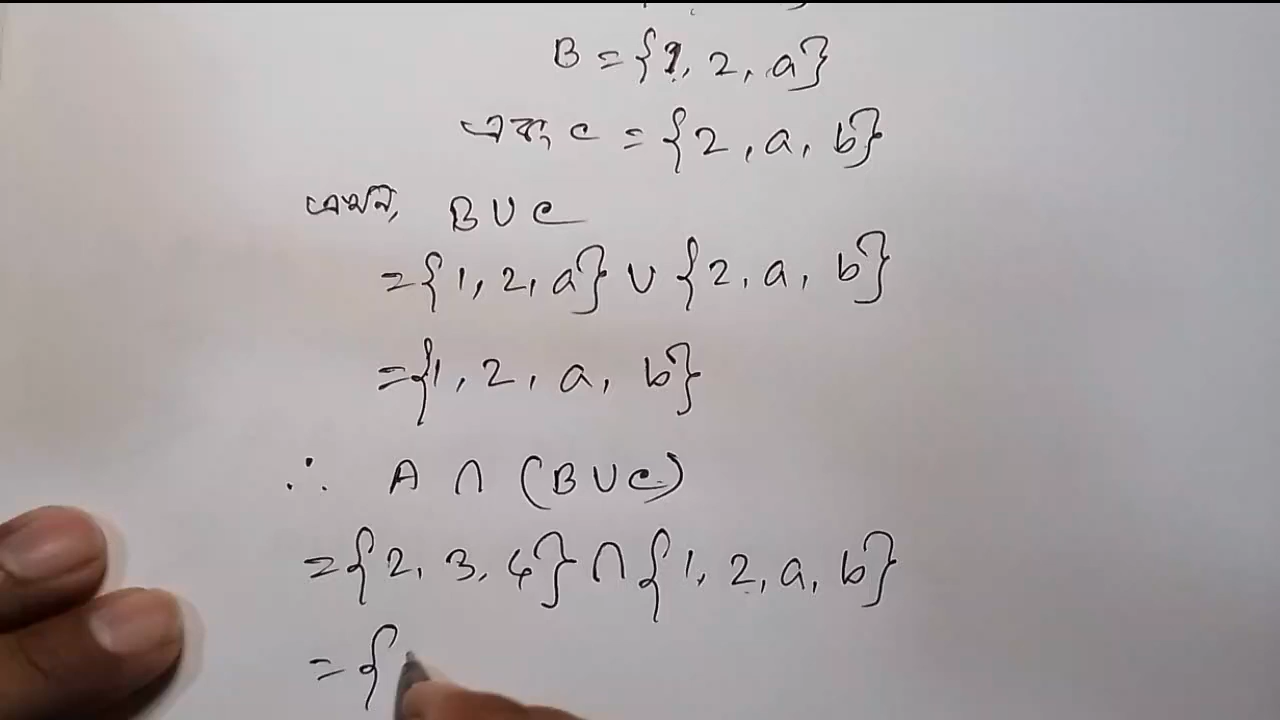 B = {1, 2, a}
এবং, C = {2, a, b}
এখন, B ∪ C
= {1, 2, a} ∪ {2, a, b}
= {1, 2, a, b}
∴ A ∩ (B ∪ C)
= {2, 3, 4} ∩ {1, 2, a, b}
= {